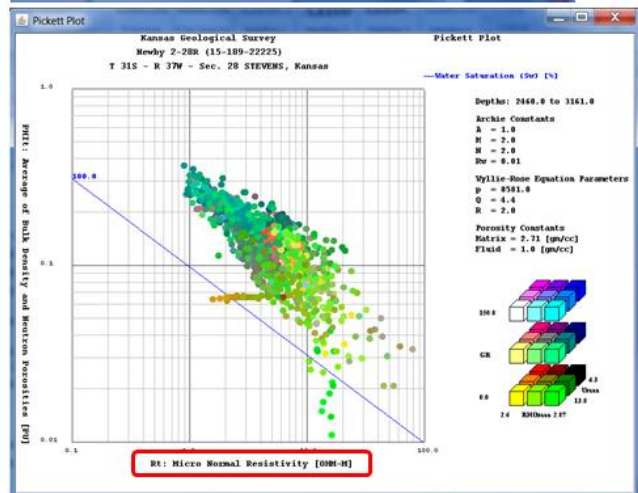 Pickett Plot
Kansas Geological Survey
Newby 2-28R (15-189-22225)
T 31S - R 37W - Sec. 28 STEVENS, Kansas
Pickett Plot
---Water Saturation (Sw) [%]
Depths: 2460.0 to 3161.0
Archie Constants
A = 1.0
M = 2.0
N = 2.0
Rw = 0.01
Wyllie-Rose Equation Parameters
p = 8581.0
Q = 4.4
R = 2.0
Porosity Constants
Matrix = 2.71 [gm/cc]
Fluid = 1.0 [gm/cc]
1.0
100.0
0.1
0.01
PHIt: Average of Bulk Density and Neutron Porosities [PU]
0.1
100.0
Rt: Micro Normal Resistivity [OHM-M]
150.0
GR
0.0
4.3
Umaa
13.8
2.6 RHOmaa 2.87